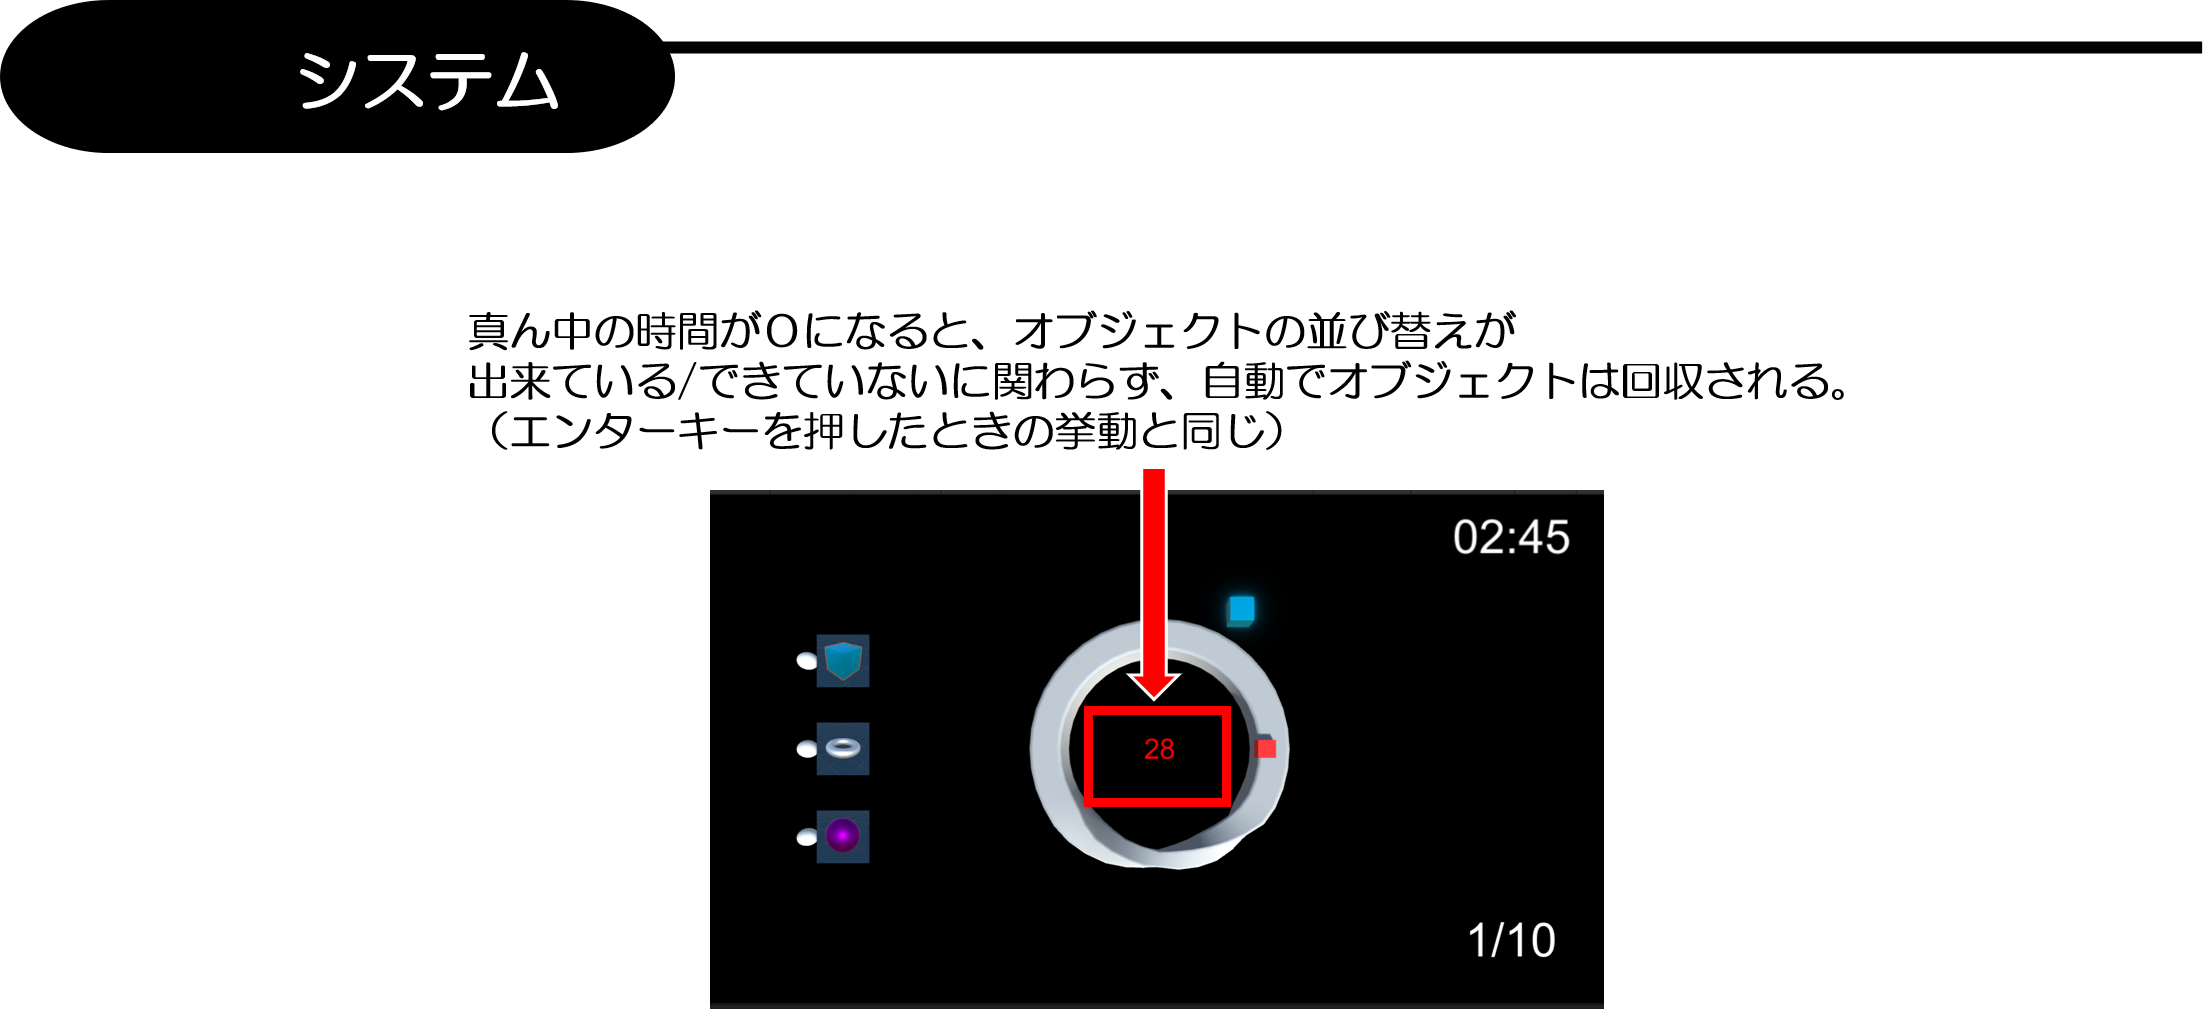 システム
真ん中の時間が０になると、オブジェクトの並び替えが
出来ている/できていないに関わらず、自動でオブジェクトは回収される。
（エンターキーを押したときの挙動と同じ）
02:45
28
1/10